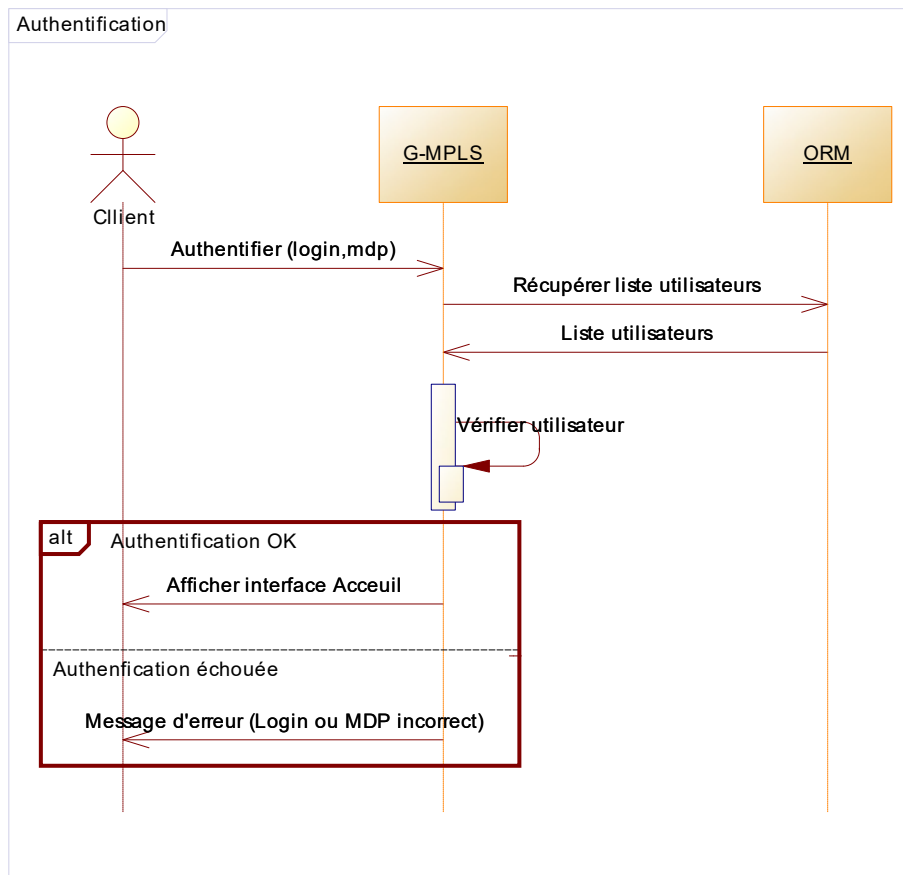 Authentification
G-MPLS
ORM
Cllient
Authentifier (login,mdp)
Récupérer liste utilisateurs
Liste utilisateurs
Vérifier utilisateur
alt
Authentification OK
Afficher interface Acceuil
Authenfication échouée
Message d'erreur (Login ou MDP incorrect)